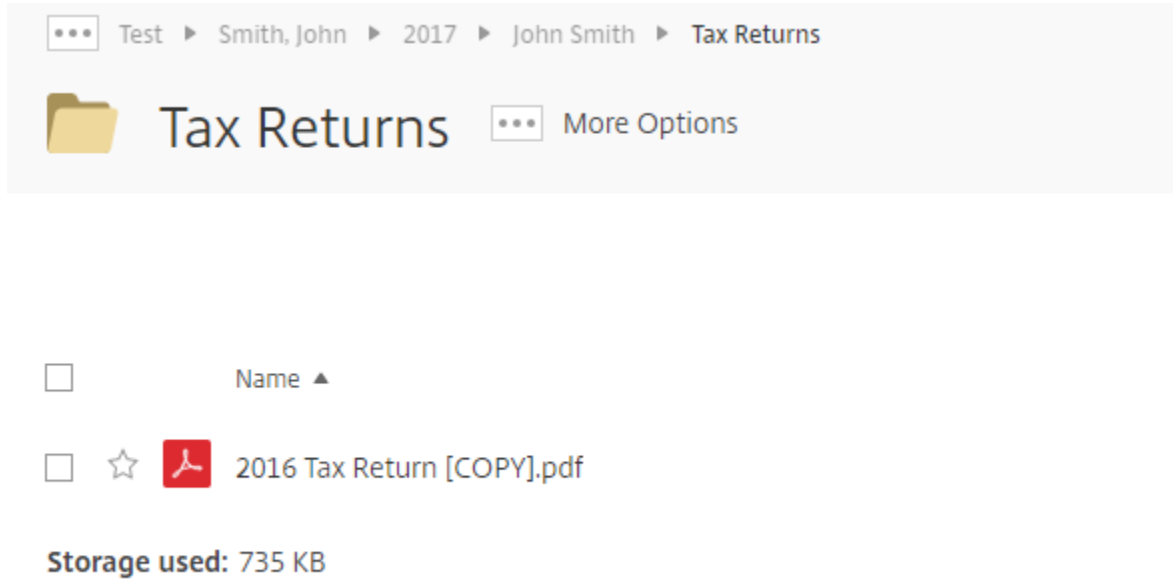 Test ▶ Smith, John ▶ 2017 ▶ John Smith ▶ Tax Returns
Tax Returns ••• More Options
Name ▲
2016 Tax Return [COPY].pdf
Storage used: 735 KB